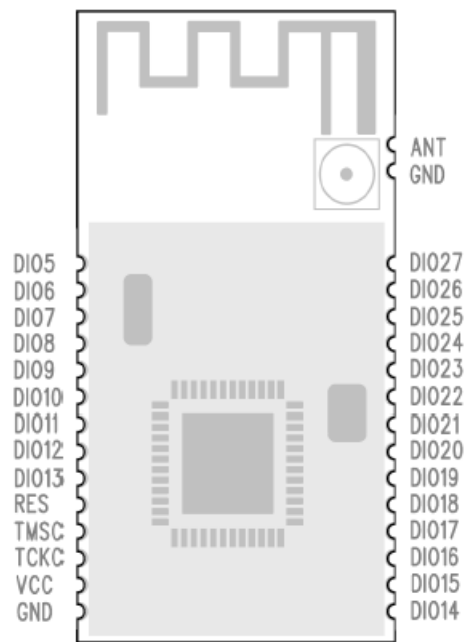 ANT
GND
DIO5
DIO6
DIO7
DIO8
DIO9
DIO10
DIO11
DIO12
DIO13
RES
TMSC
TCKC
VCC
GND
DIO27
DIO26
DIO25
DIO24
DIO23
DIO22
DIO21
DIO20
DIO19
DIO18
DIO17
DIO16
DIO15
DIO14